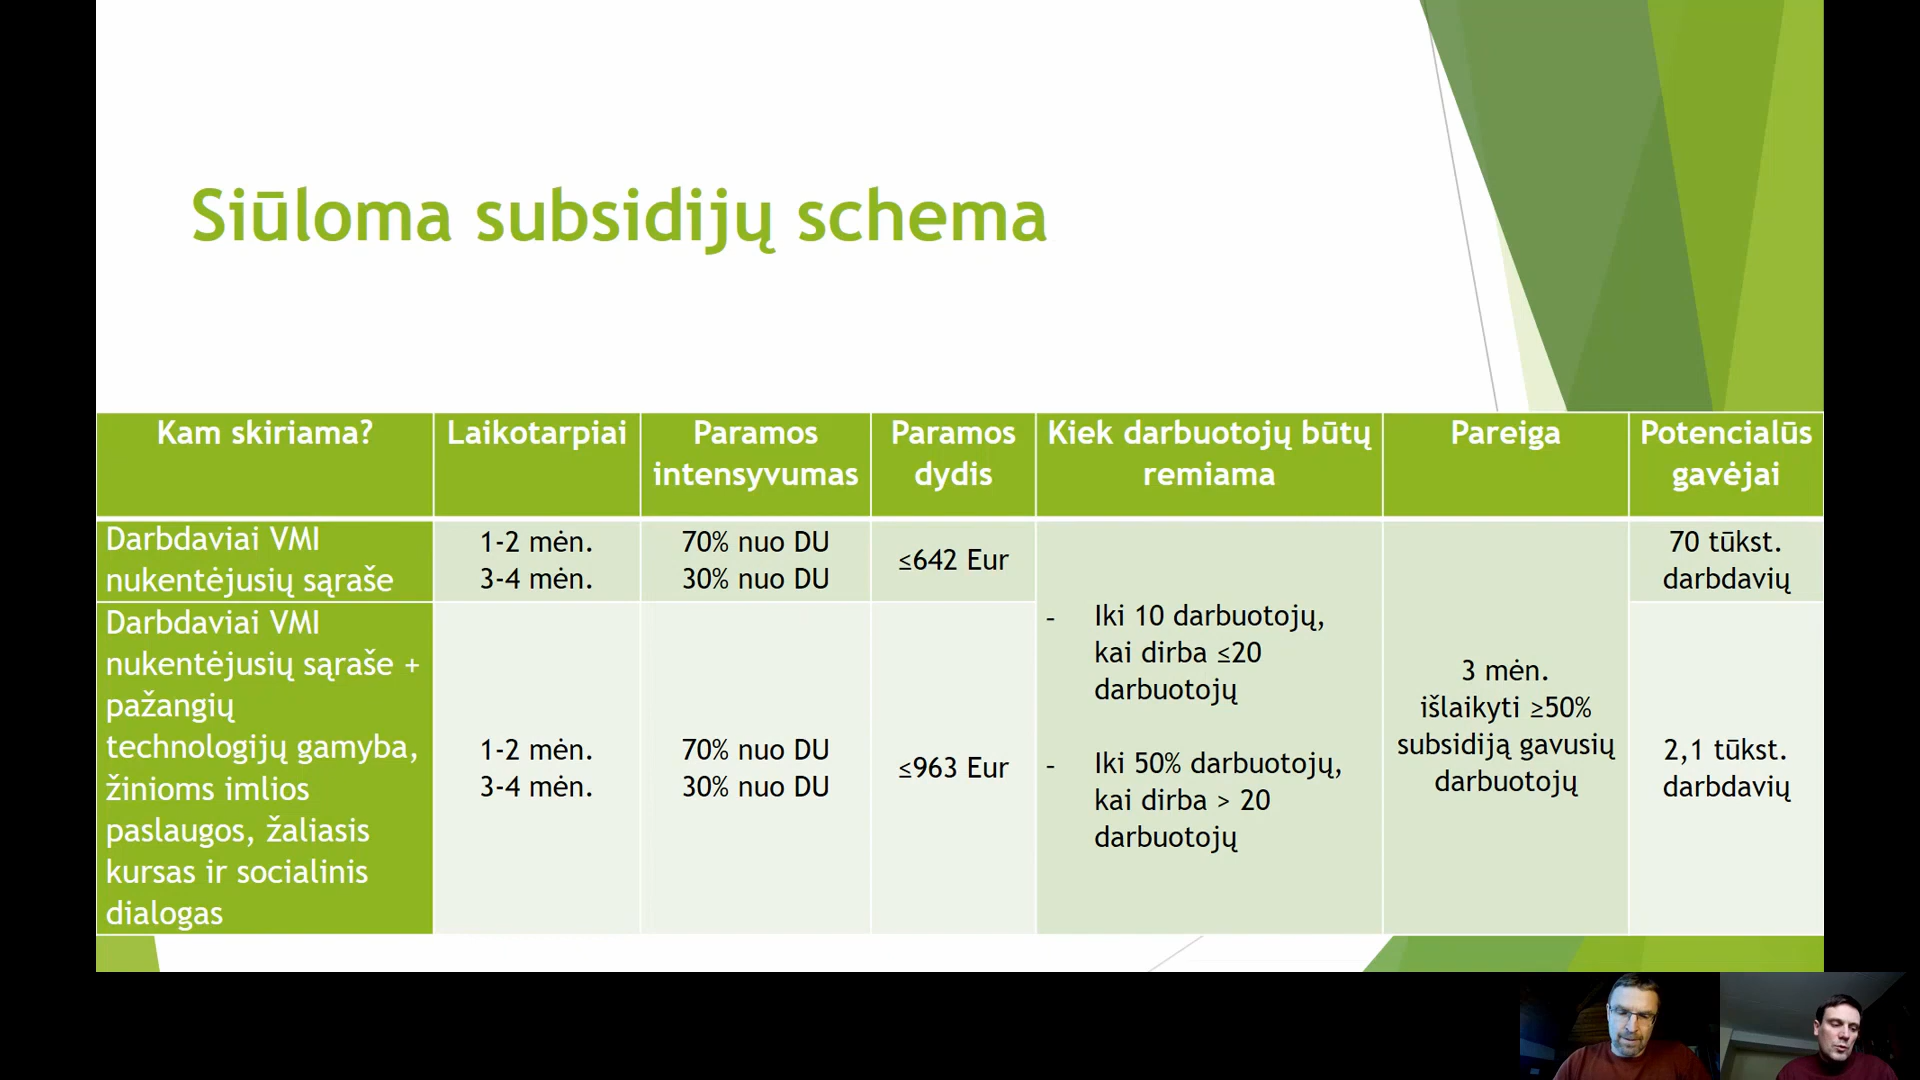 Siūloma subsidijų schema
Kam skiriama?
Laikotarpiai
Paramos
intensyvumas
Paramos
dydis
Kiek darbuotojų būtų
remiama
Pareiga
Potencialūs
gavėjai
Darbdaviai VMI
nukentėjusių sąraše
1-2 mėn.
3-4 mėn.
70% nuo DU
30% nuo DU
≤642 Eur
- Iki 10 darbuotojų,
kai dirba ≤20
darbuotojų
- Iki 50% darbuotojų,
kai dirba > 20
darbuotojų
3 mėn.
išlaikyti ≥50%
subsidiją gavusių
darbuotojų
70 tūkst.
darbdavių
Darbdaviai VMI
nukentėjusių sąraše +
pažangių
technologijų gamyba,
žinioms imlios
paslaugos, žaliasis
kursas ir socialinis
dialogas
1-2 mėn.
3-4 mėn.
70% nuo DU
30% nuo DU
≤963 Eur
2,1 tūkst.
darbdavių